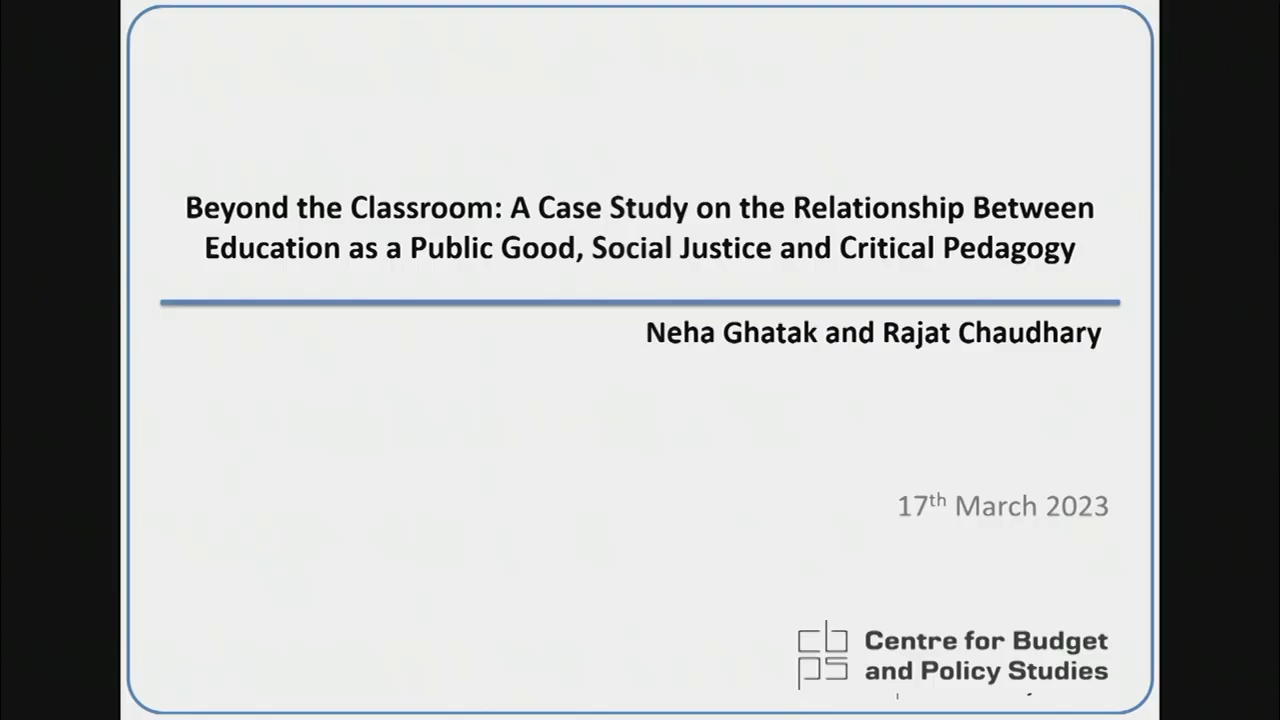 Beyond the Classroom: A Case Study on the Relationship Between
Education as a Public Good, Social Justice and Critical Pedagogy
Neha Ghatak and Rajat Chaudhary
17th March 2023
cb
ps
Centre for Budget
and Policy Studies